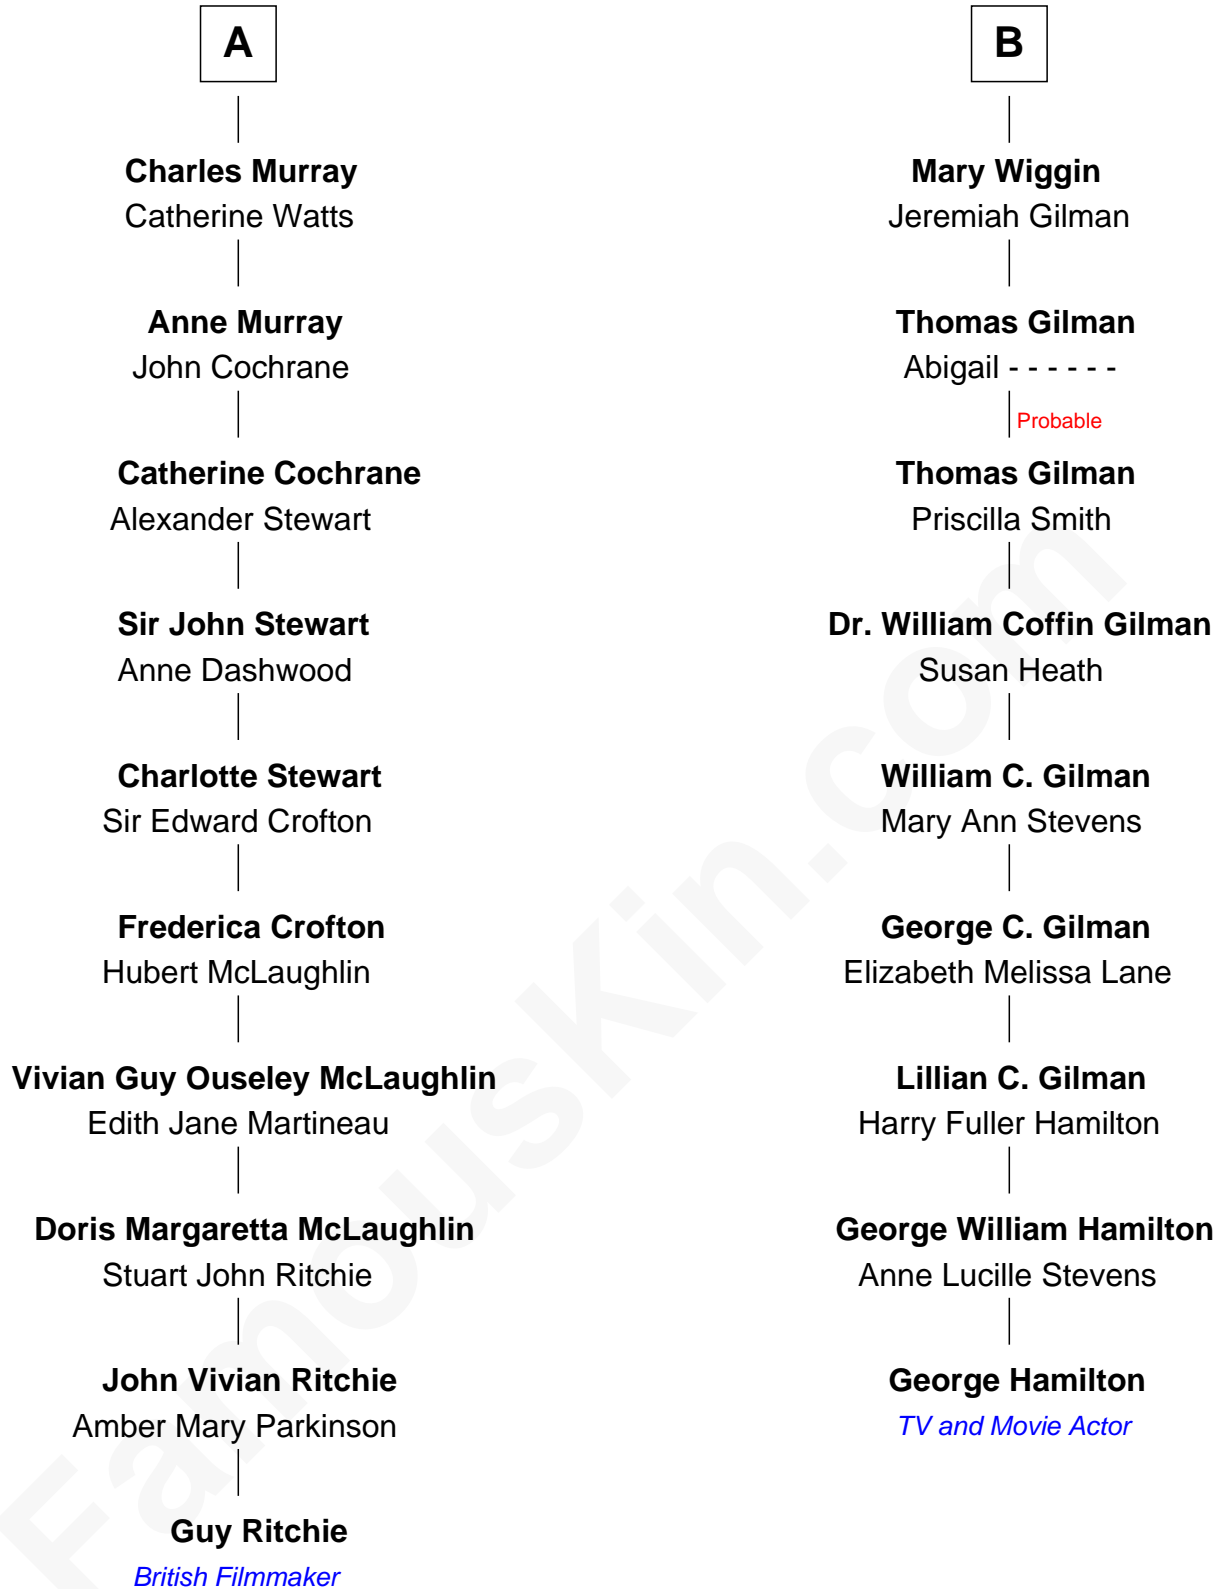 A
Charles Murray
Catherine Watts
Anne Murray
John Cochrane
Catherine Cochrane
Alexander Stewart
Sir John Stewart
Anne Dashwood
Charlotte Stewart
Sir Edward Crofton
Frederica Crofton
Hubert McLaughlin
Vivian Guy Ouseley McLaughlin
Edith Jane Martineau
Doris Margaretta McLaughlin
Stuart John Ritchie
John Vivian Ritchie
Amber Mary Parkinson
Guy Ritchie
British Filmmaker
B
Mary Wiggin
Jeremiah Gilman
Thomas Gilman
Abigail - - - - - -
Probable
Thomas Gilman
Priscilla Smith
Dr. William Coffin Gilman
Susan Heath
William C. Gilman
Mary Ann Stevens
George C. Gilman
Elizabeth Melissa Lane
Lillian C. Gilman
Harry Fuller Hamilton
George William Hamilton
Anne Lucille Stevens
George Hamilton
TV and Movie Actor
FamousKin.com